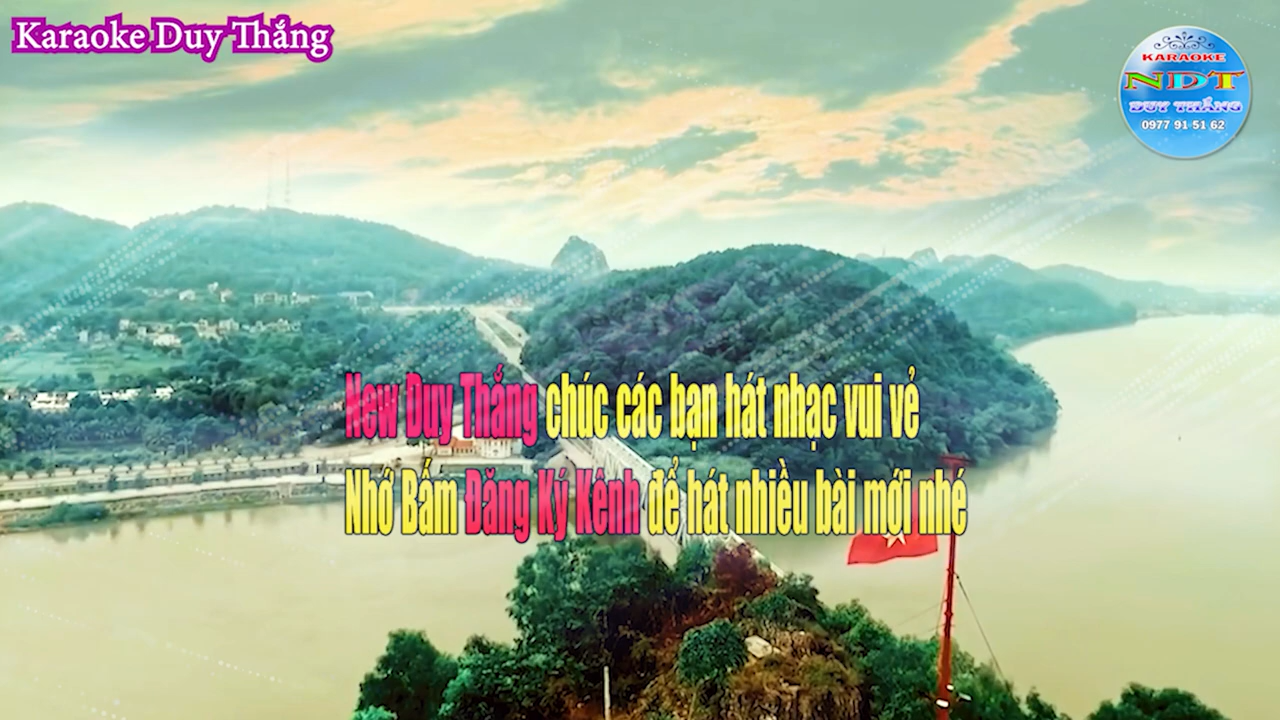 Karaoke Duy Thắng
KARAOKE
NDT
DUY THẮNG
0977 91 51 62
New Duy Thắng chúc các bạn hát nhạc vui vẻ
Nhớ Bấm Đăng Ký Kênh để hát nhiều bài mới nhé